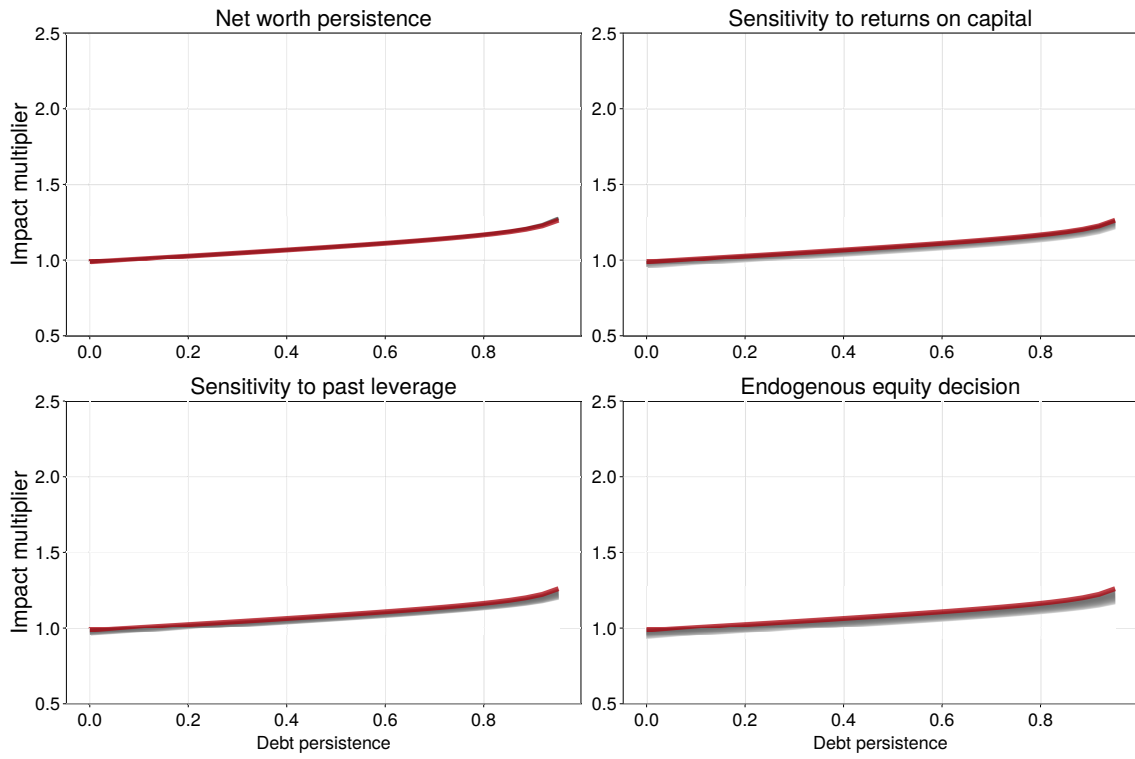 Net worth persistence
Impact multiplier
2.5
2.0
1.5
1.0
0.5
0.0 0.2 0.4 0.6 0.8
Sensitivity to returns on capital
2.5
2.0
1.5
1.0
0.5
0.0 0.2 0.4 0.6 0.8
Sensitivity to past leverage
Impact multiplier
2.5
2.0
1.5
1.0
0.5
0.0 0.2 0.4 0.6 0.8
Debt persistence
Endogenous equity decision
2.5
2.0
1.5
1.0
0.5
0.0 0.2 0.4 0.6 0.8
Debt persistence